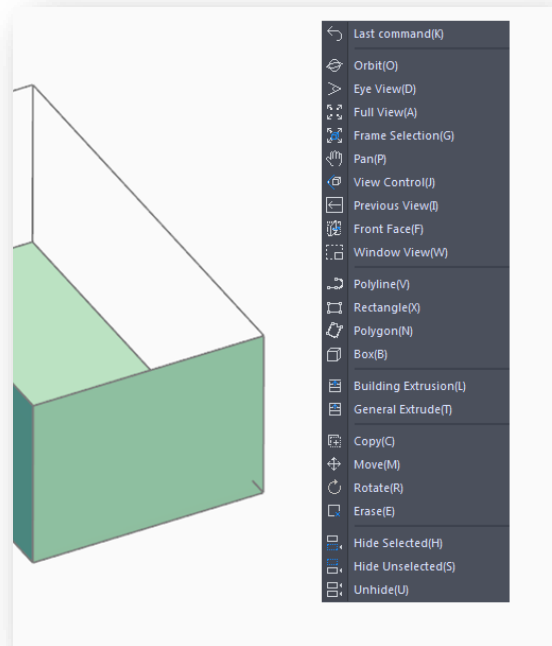 Last command(K)
Orbit(O)
Eye View(D)
Full View(A)
Frame Selection(G)
Pan(P)
View Control(J)
Previous View(I)
Front Face(F)
Window View(W)
Polyline(V)
Rectangle(X)
Polygon(N)
Box(B)
Building Extrusion(L)
General Extrude(T)
Copy(C)
Move(M)
Rotate(R)
Erase(E)
Hide Selected(H)
Hide Unselected(S)
Unhide(U)